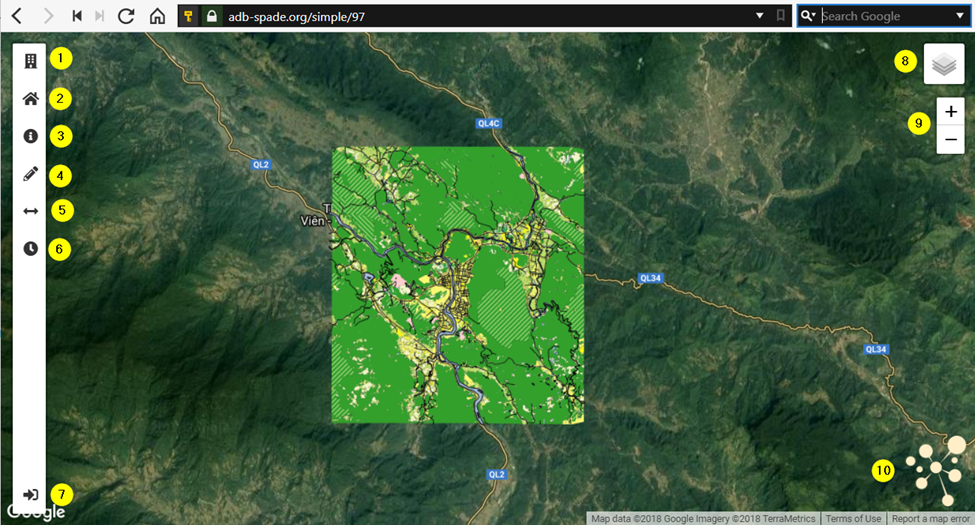 adb-spade.org/simple/97
Search Google
1
2
3
4
5
6
7
8
9
10
+
−
QL4C
QL2
T
Viên -
QL34
QL34
QL2
Google
Map data ©2018 Google Imagery ©2018 TerraMetrics
Terms of Use
Report a map error